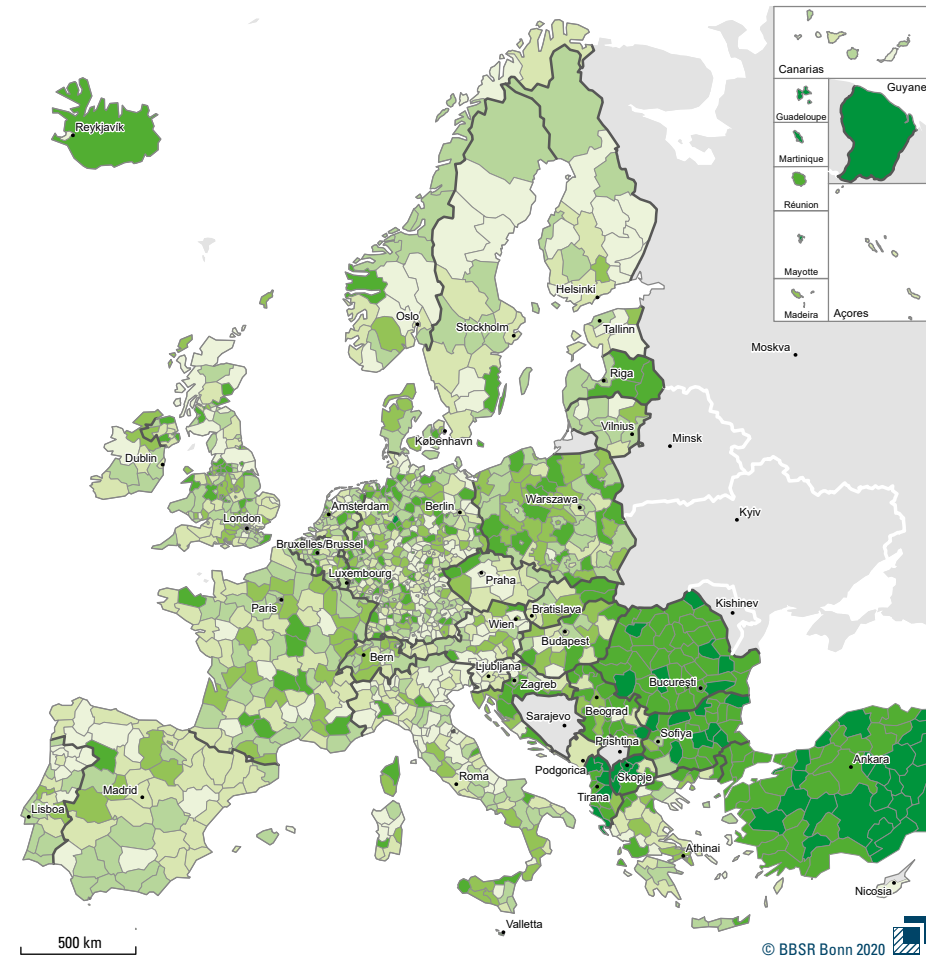 Canarias
Guyane
Guadeloupe
Martinique
Réunion
Mayotte
Madeira
Açores
Reykjavík
Helsinki
Oslo
Stockholm
Tallinn
Moskva
Riga
Vilnius
Minsk
København
Dublin
Warszawa
Amsterdam
Berlin
London
Kyiv
Bruxelles/Brussel
Luxembourg
Praha
Paris
Kishinev
Bratislava
Wien
Budapest
Bern
Ljubljana
Zagreb
București
Beograd
Sarajevo
Prishtina
Sofiya
Podgorica
Skopje
Ankara
Roma
Tirana
Madrid
Lisboa
Athinai
Nicosia
Valletta
500 km
© BBSR Bonn 2020